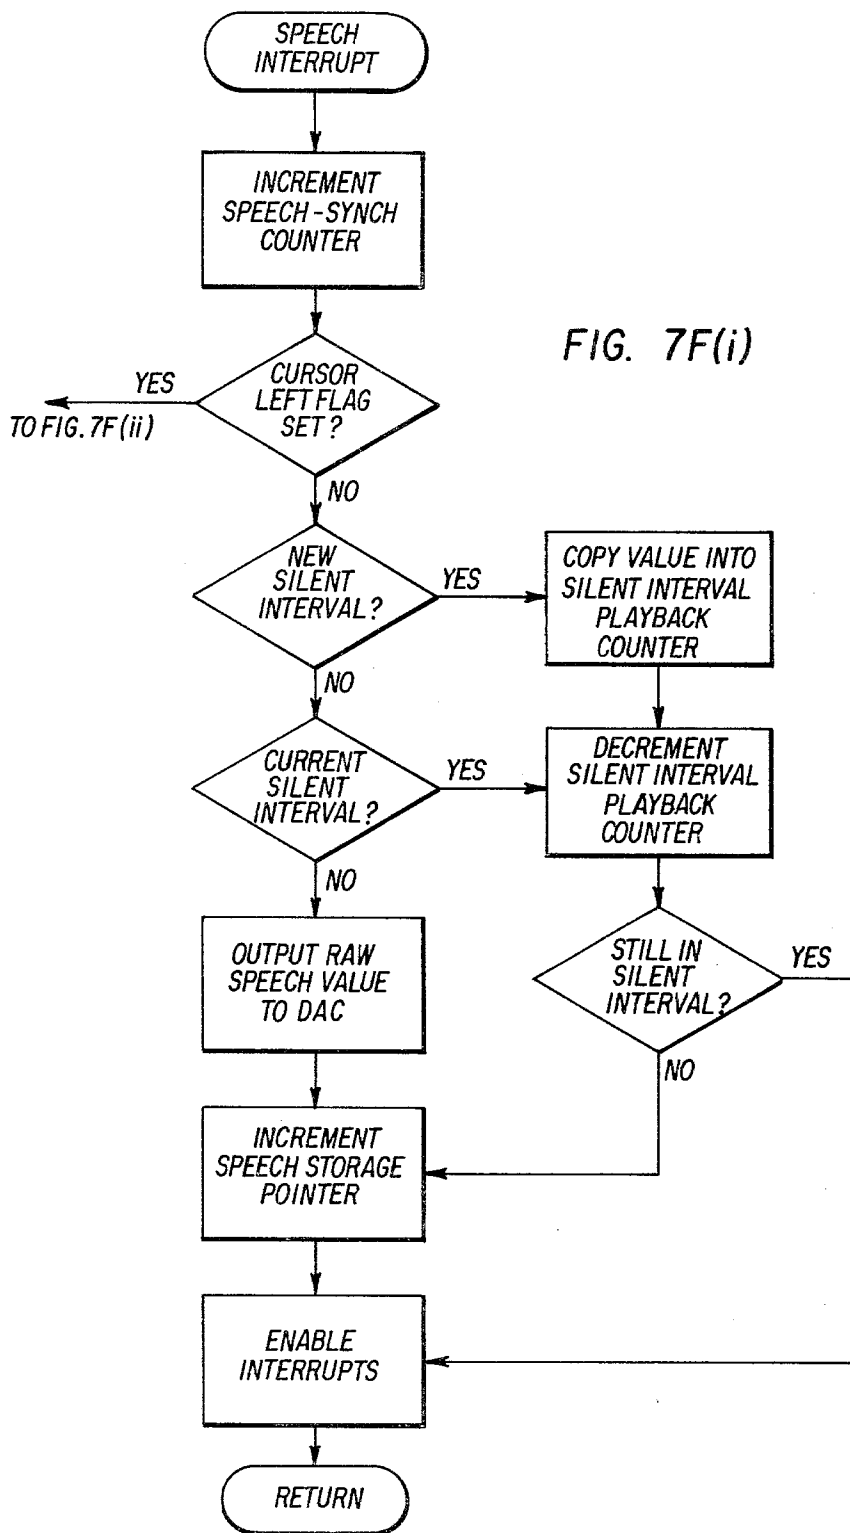 SPEECH
INTERRUPT
INCREMENT
SPEECH-SYNCH
COUNTER
FIG. 7F(i)
YES
CURSOR
LEFT FLAG
SET?
TO FIG. 7F(ii)
NO
NEW
SILENT
INTERVAL?
YES
COPY VALUE INTO
SILENT INTERVAL
PLAYBACK
COUNTER
NO
CURRENT
SILENT
INTERVAL?
YES
DECREMENT
SILENT INTERVAL
PLAYBACK
COUNTER
NO
OUTPUT RAW
SPEECH VALUE
TO DAC
STILL IN
SILENT
INTERVAL?
YES
NO
INCREMENT
SPEECH STORAGE
POINTER
ENABLE
INTERRUPTS
RETURN